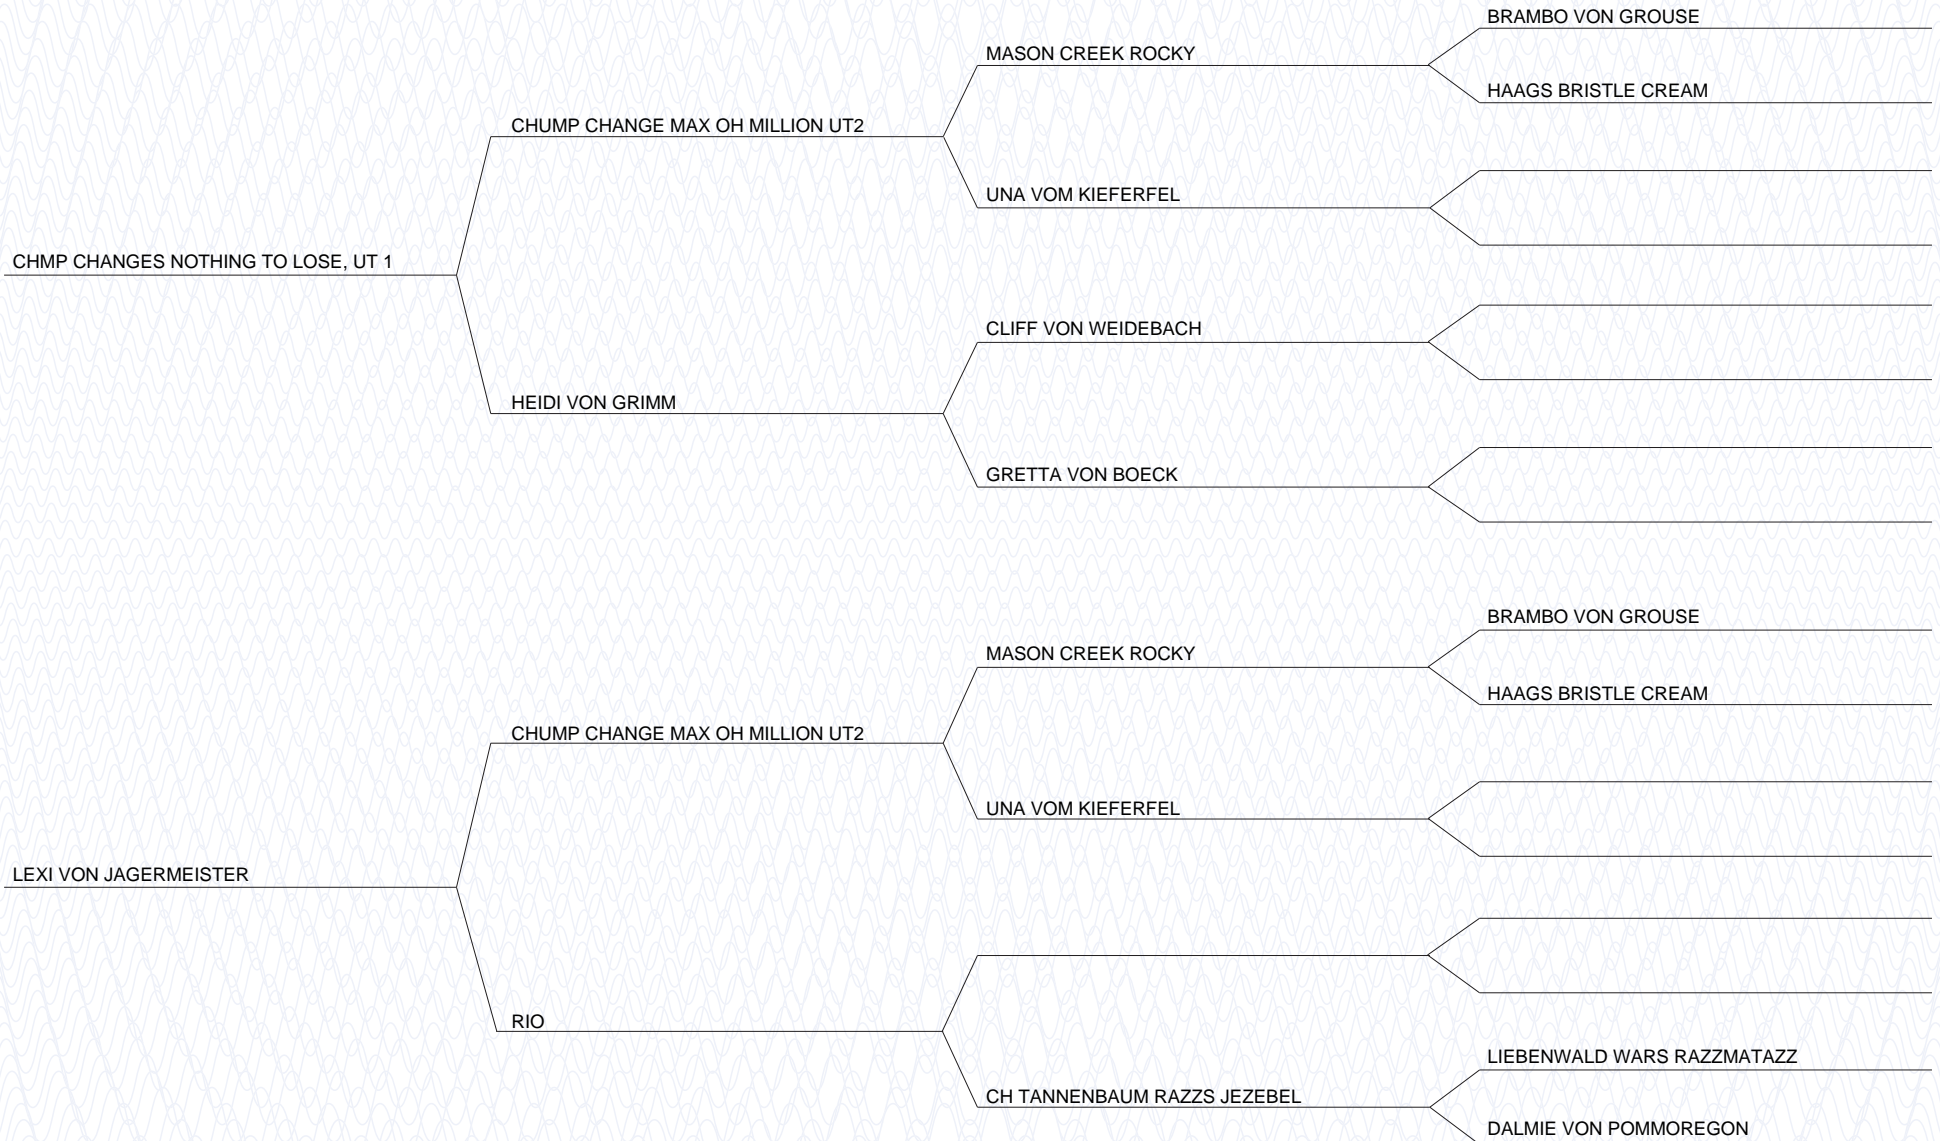 BRAMBO VON GROUSE
MASON CREEK ROCKY
HAAGS BRISTLE CREAM
CHUMP CHANGE MAX OH MILLION UT2
UNA VOM KIEFERFEL
CHMP CHANGES NOTHING TO LOSE, UT 1
CLIFF VON WEIDEBACH
HEIDI VON GRIMM
GRETTA VON BOECK
BRAMBO VON GROUSE
MASON CREEK ROCKY
HAAGS BRISTLE CREAM
CHUMP CHANGE MAX OH MILLION UT2
UNA VOM KIEFERFEL
LEXI VON JAGERMEISTER
RIO
LIEBENWALD WARS RAZZMATAZZ
CH TANNENBAUM RAZZS JEZEBEL
DALMIE VON POMMOREGON